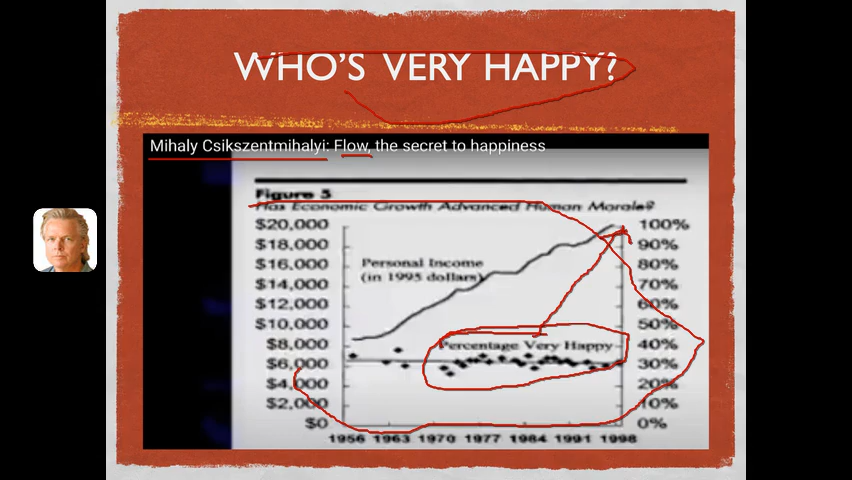 WHO'S VERY HAPPY?
Mihaly Csikszentmihalyi: Flow, the secret to happiness
Figure 5
Has Economic Growth Advanced Human Morale?
$20,000 100%
$18,000 90%
$16,000 Personal Income 80%
(in 1995 dollars)
$14,000 70%
$12,000 60%
$10,000 50%
$8,000 Percentage Very Happy 40%
$6,000 30%
$4,000 20%
$2,000 10%
$0 0%
1956 1963 1970 1977 1984 1991 1998